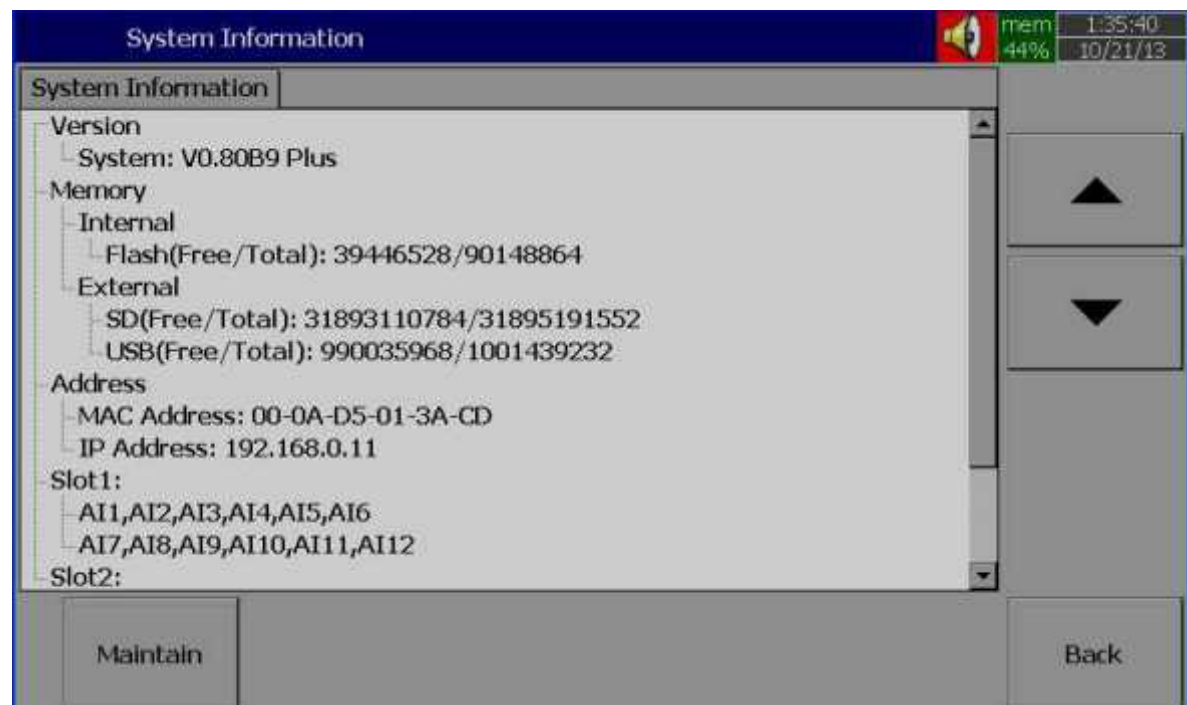 System Information
mem 1:35:40
44% 10/21/13
System Information
Version
System: V0.80B9 Plus
Memory
Internal
Flash(Free/Total): 39446528/90148864
External
SD(Free/Total): 31893110784/31895191552
USB(Free/Total): 990035968/1001439232
Address
MAC Address: 00-0A-D5-01-3A-CD
IP Address: 192.168.0.11
Slot1:
AI1,AI2,AI3,AI4,AI5,AI6
AI7,AI8,AI9,AI10,AI11,AI12
Slot2:
Maintain
Back